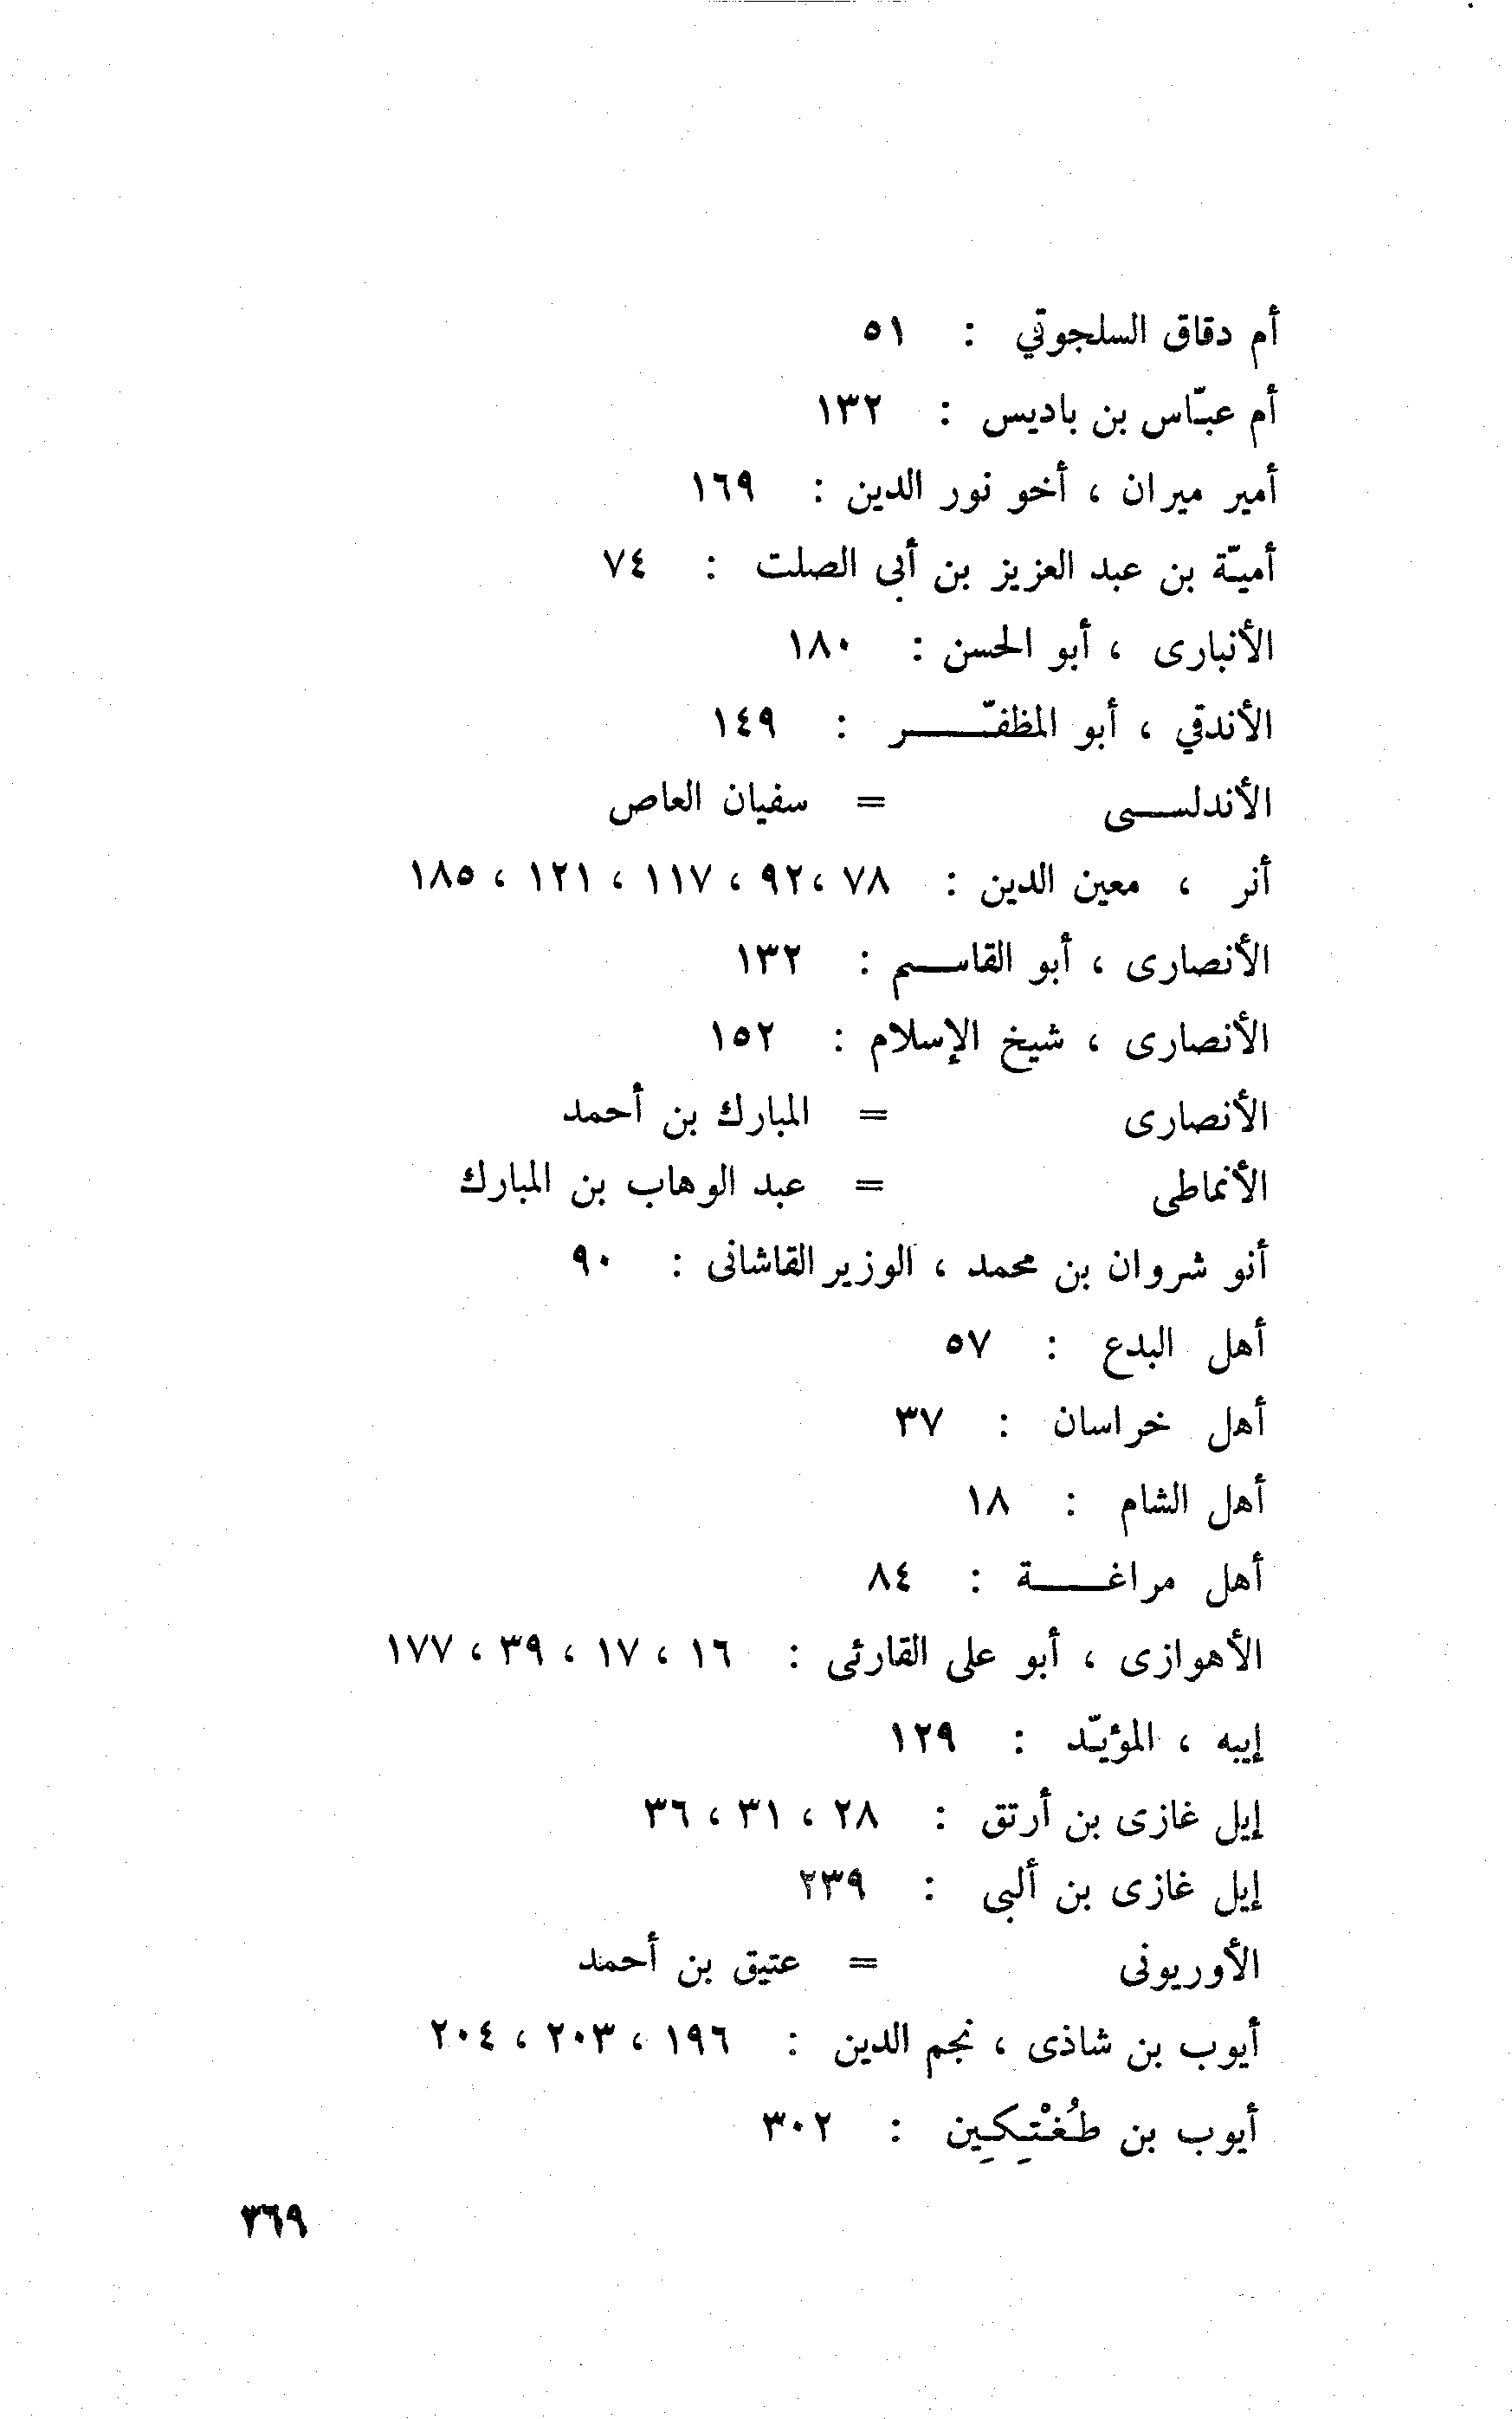 أم دقاق السلجوقي : ٥١
أم عبّاس بن باديس : ١٣٢
أمير ميران ، أخو نور الدين : ١٦٩
أميّة بن عبد العزيز بن أبي الصلت : ٧٤
الأنبارى ، أبو الحسن : ١٨٠
الأندقي ، أبو المظفّر : ١٤٩
الأندلسى = سفيان العاص
أنر ، معين الدين : ٧٨ ، ٩٢ ، ١١٧ ، ١٢١ ، ١٨٥
الأنصارى ، أبو القاسم : ١٣٢
الأنصارى ، شيخ الإسلام : ١٥٢
الأنصارى = المبارك بن أحمد
الأنماطى = عبد الوهاب بن المبارك
أنو شروان بن محمد ، الوزير القاشانى : ٩٠
أهل البدع : ٥٧
أهل خراسان : ٣٧
أهل الشام : ١٨
أهل مراغة : ٨٤
الأهوازى ، أبو على القارئى : ١٦ ، ١٧ ، ٣٩ ، ١٧٧
إيبه ، المؤيّد : ١٢٩
إيل غازى بن أرتق : ٢٨ ، ٣١ ، ٣٦
إيل غازى بن ألبى : ٢٣٩
الأوريونى = عتيق بن أحمد
أيوب بن شاذى ، نجم الدين : ١٩٦ ، ٢٠٣ ، ٢٠٤
أيوب بن طُغْتِكِين : ٣٠٢
٣٦٩